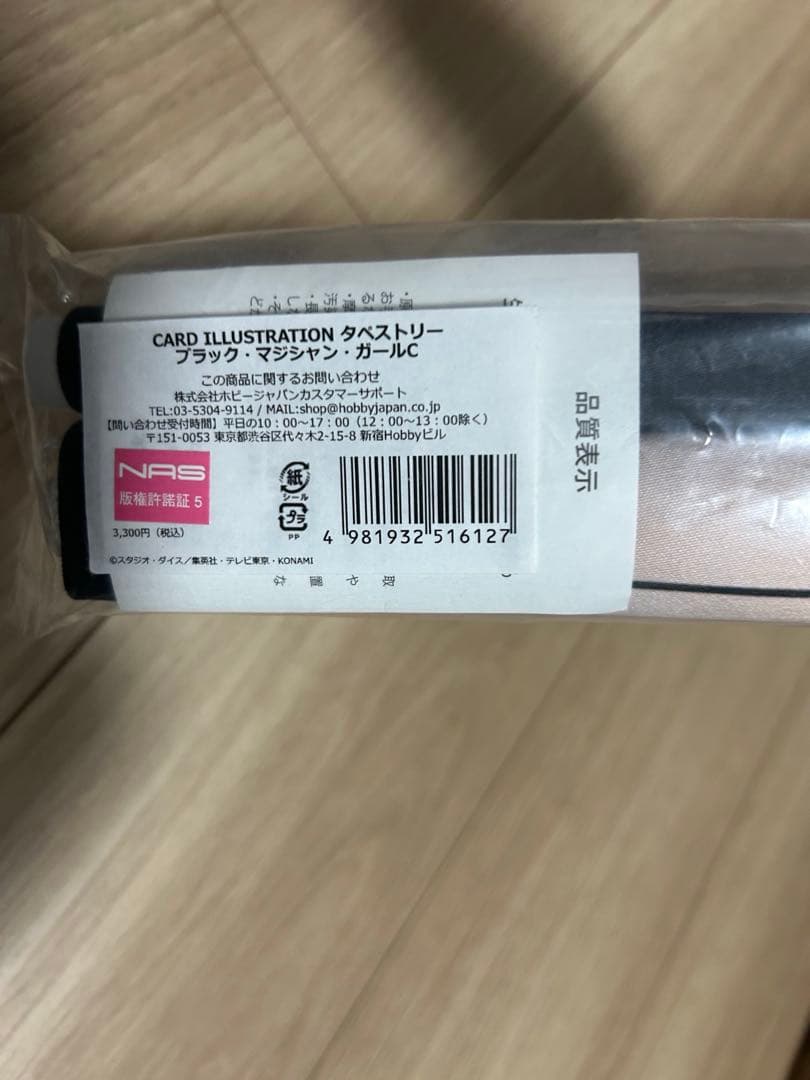 CARD ILLUSTRATION タペストリー
ブラック・マジシャン・ガールC
この商品に関するお問い合わせ
株式会社ホビージャパンカスタマーサポート
TEL:03-5304-9114 / MAIL:shop@hobbyjapan.co.jp
【問い合わせ受付時間】平日の10：00～17：00（12：00～13：00除く）
〒151-0053 東京都渋谷区代々木2-15-8 新宿Hobbyビル
NAS
版権許諾証 5
3,300円（税込）
紙
シール
プラ
PP
4 981932 516127
©スタジオ・ダイス／集英社・テレビ東京・KONAMI
品質表示